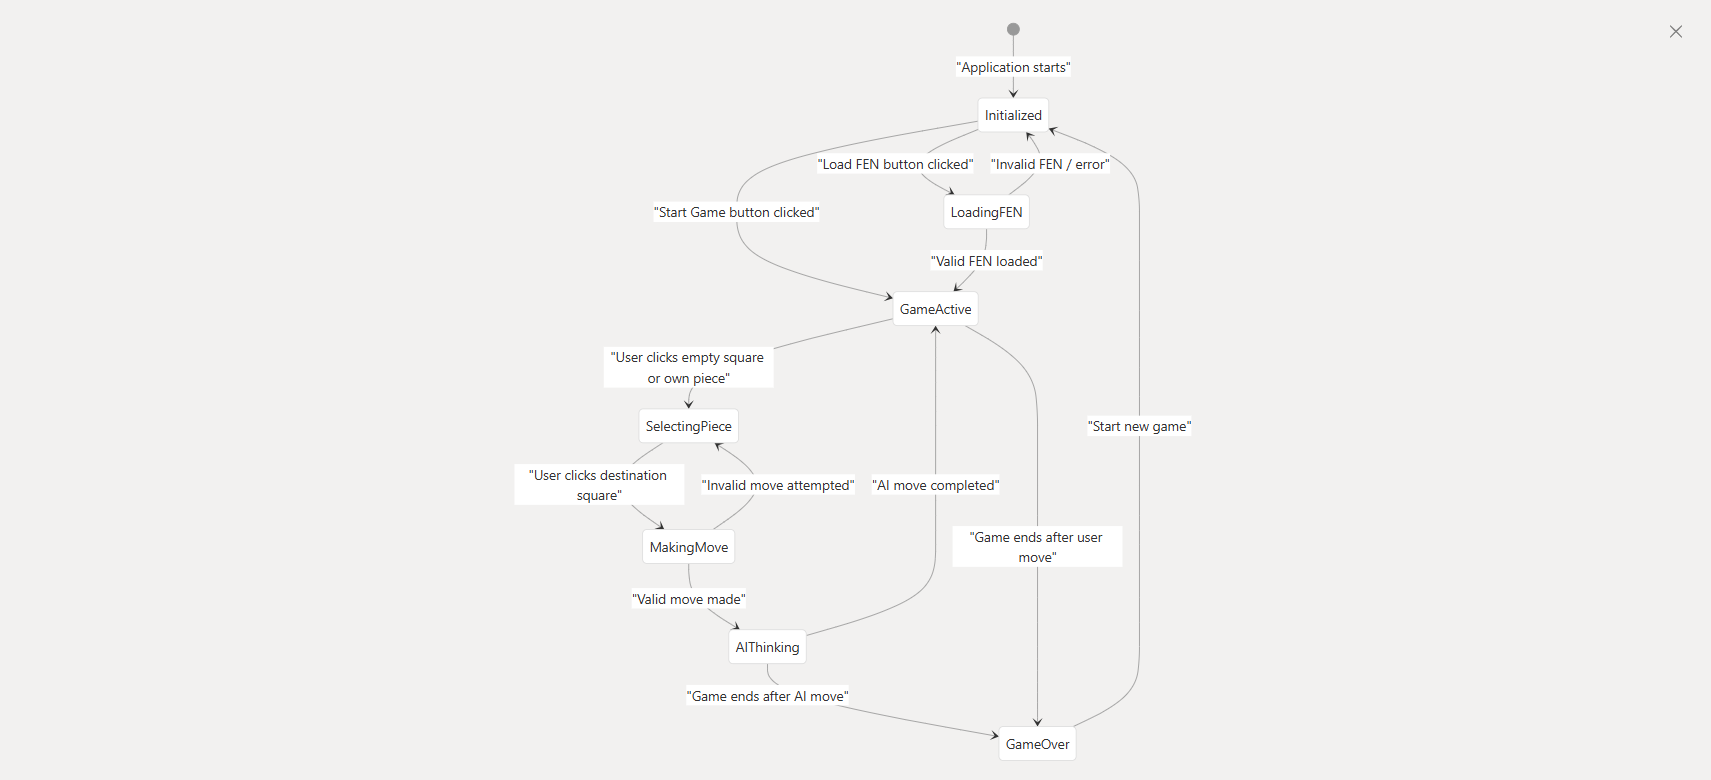 "Application starts"
Initialized
"Load FEN button clicked"
"Invalid FEN / error"
"Start Game button clicked"
LoadingFEN
"Valid FEN loaded"
GameActive
"User clicks empty square
or own piece"
SelectingPiece
"Start new game"
"User clicks destination
square"
"Invalid move attempted"
"AI move completed"
"Game ends after user
move"
MakingMove
"Valid move made"
AIThinking
"Game ends after AI move"
GameOver